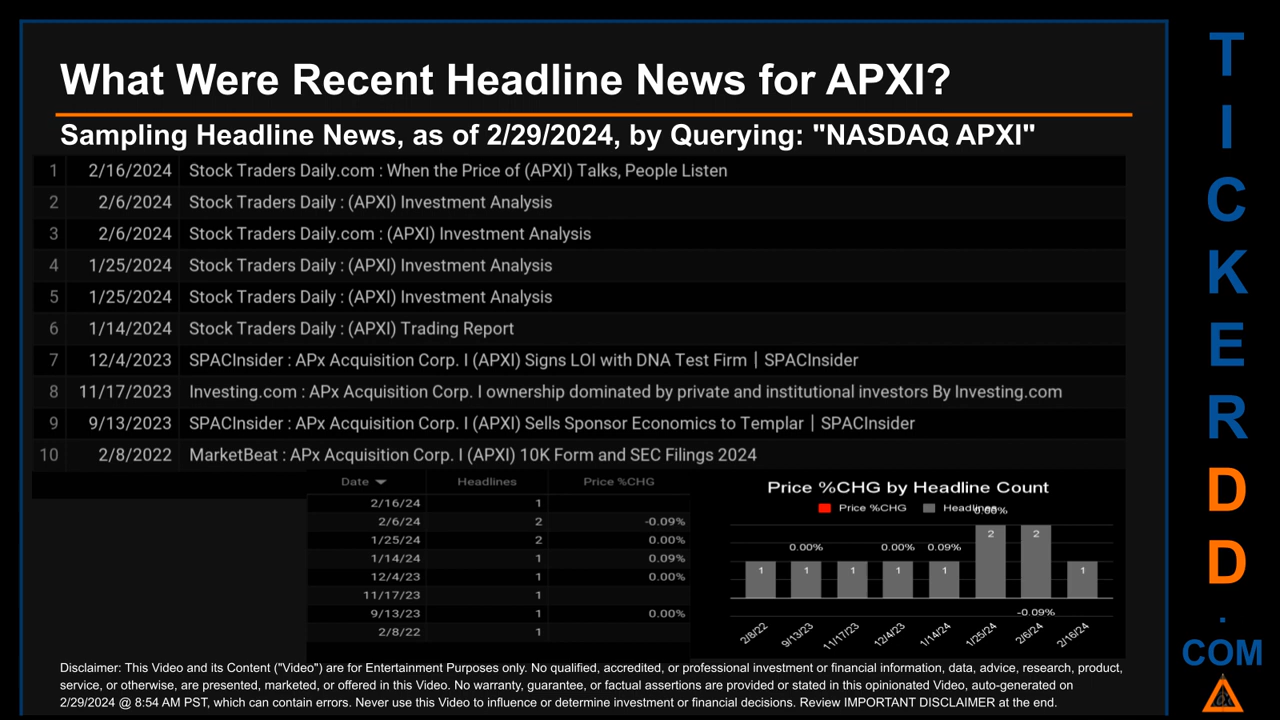 What Were Recent Headline News for APXI?
Sampling Headline News, as of 2/29/2024, by Querying: "NASDAQ APXI"
1 2/16/2024 Stock Traders Daily.com : When the Price of (APXI) Talks, People Listen
2 2/6/2024 Stock Traders Daily : (APXI) Investment Analysis
3 2/6/2024 Stock Traders Daily.com : (APXI) Investment Analysis
4 1/25/2024 Stock Traders Daily : (APXI) Investment Analysis
5 1/25/2024 Stock Traders Daily : (APXI) Investment Analysis
6 1/14/2024 Stock Traders Daily : (APXI) Trading Report
7 12/4/2023 SPACInsider : APx Acquisition Corp. I (APXI) Signs LOI with DNA Test Firm | SPACInsider
8 11/17/2023 Investing.com : APx Acquisition Corp. I ownership dominated by private and institutional investors By Investing.com
9 9/13/2023 SPACInsider : APx Acquisition Corp. I (APXI) Sells Sponsor Economics to Templar | SPACInsider
10 2/8/2022 MarketBeat : APx Acquisition Corp. I (APXI) 10K Form and SEC Filings 2024
Date Headlines Price %CHG
2/16/24 1
2/6/24 2 -0.09%
1/25/24 2 0.00%
1/14/24 1 0.09%
12/4/23 1 0.00%
11/17/23 1
9/13/23 1 0.00%
2/8/22 1
Price %CHG by Headline Count
Price %CHG Headlines
0.00%
0.00% 0.00% 0.09%
1 1 1 1 1 2 2 1
-0.09%
2/8/22 9/13/23 11/17/23 12/4/23 1/14/24 1/25/24 2/6/24 2/16/24
Disclaimer: This Video and its Content ("Video") are for Entertainment Purposes only. No qualified, accredited, or professional investment or financial information, data, advice, research, product,
service, or otherwise, are presented, marketed, or offered in this Video. No warranty, guarantee, or factual assertions are provided or stated in this opinionated Video, auto-generated on
2/29/2024 @ 8:54 AM PST, which can contain errors. Never use this Video to influence or determine investment or financial decisions. Review IMPORTANT DISCLAIMER at the end.
T
I
C
K
E
R
D
D
.
COM